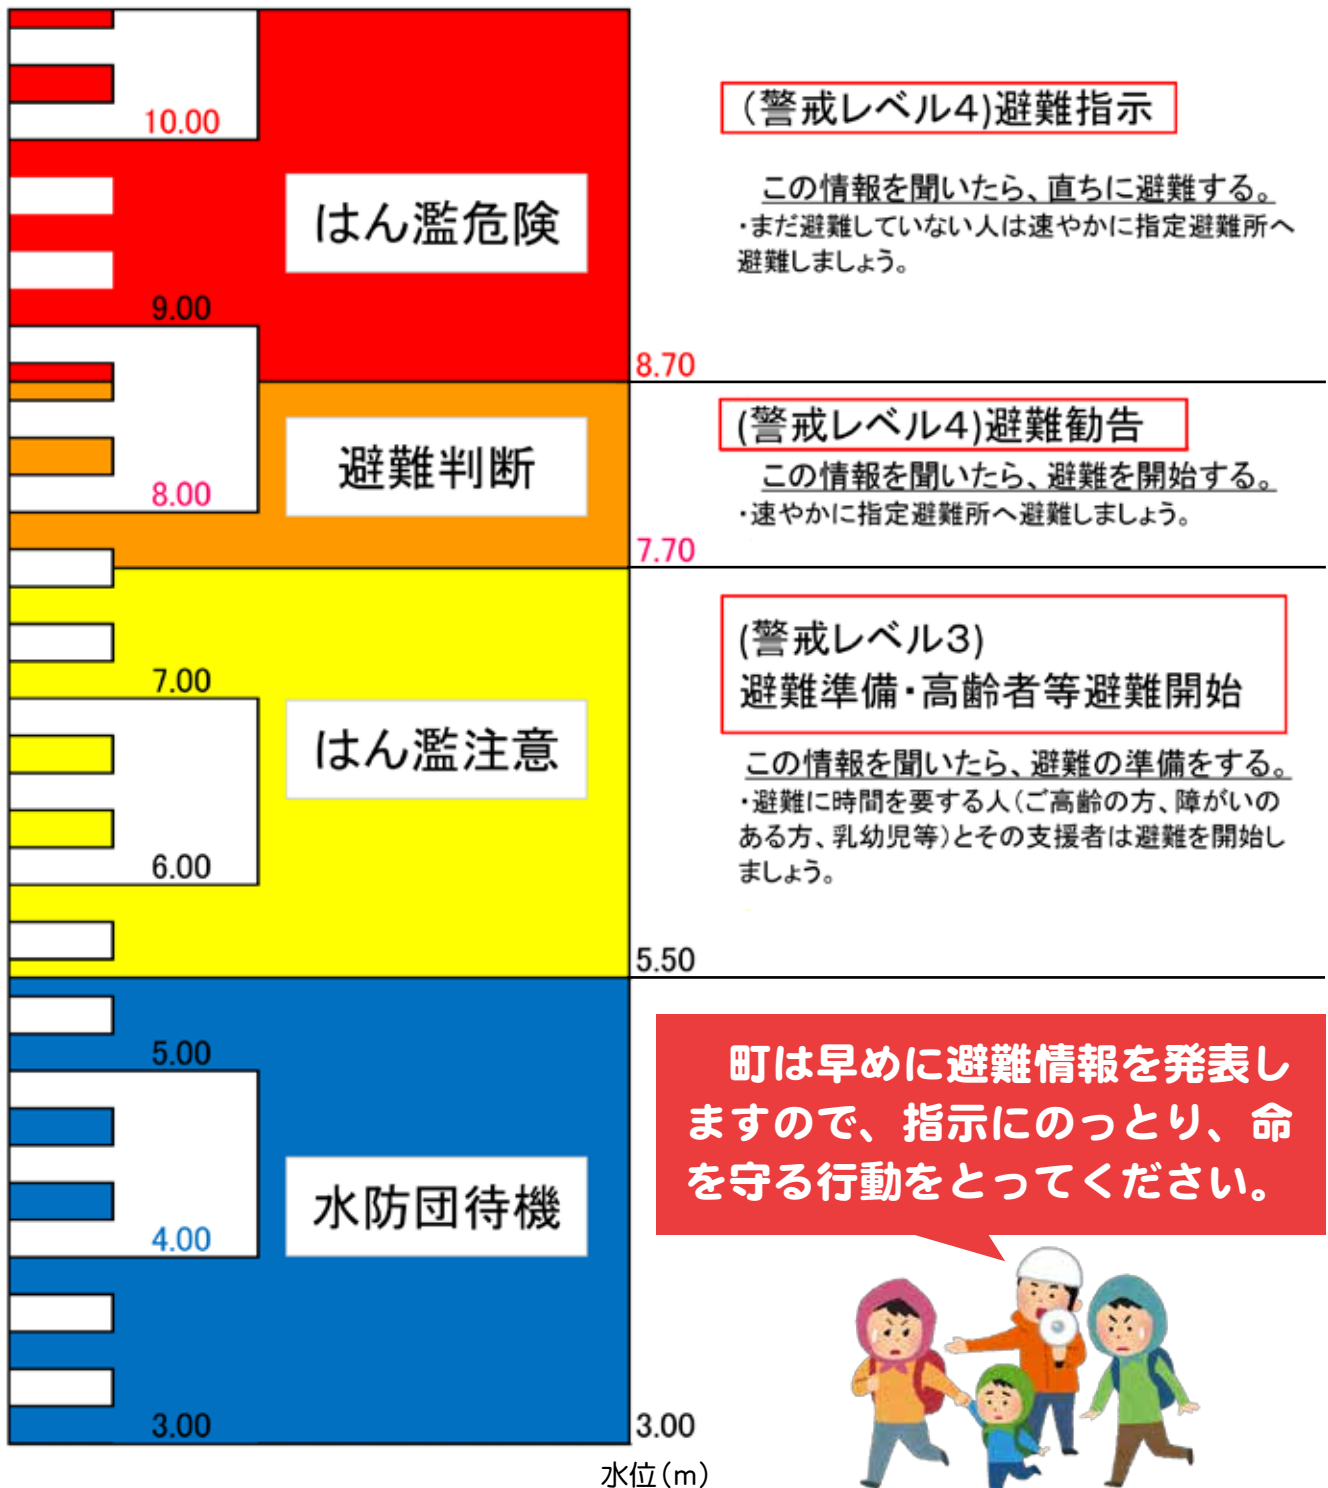 10.00
はん濫危険
9.00
8.70
(警戒レベル4)避難指示
この情報を聞いたら、直ちに避難する。
・まだ避難していない人は速やかに指定避難所へ
避難しましょう。
避難判断
8.00
7.70
(警戒レベル4)避難勧告
この情報を聞いたら、避難を開始する。
・速やかに指定避難所へ避難しましょう。
7.00
はん濫注意
6.00
5.50
(警戒レベル3)
避難準備・高齢者等避難開始
この情報を聞いたら、避難の準備をする。
・避難に時間を要する人(ご高齢の方、障がいの
ある方、乳幼児等)とその支援者は避難を開始し
ましょう。
5.00
水防団待機
4.00
3.00
3.00
水位(m)
町は早めに避難情報を発表し
ますので、指示にのっとり、命
を守る行動をとってください。